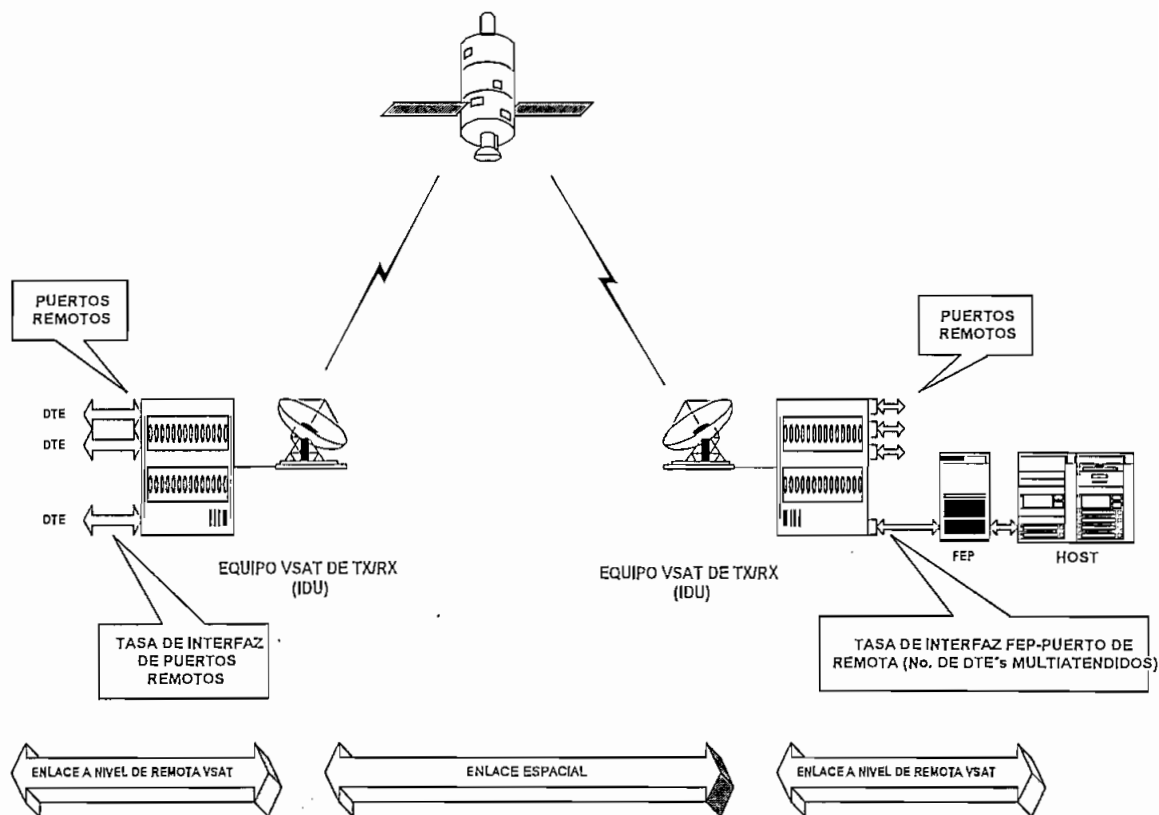 PUERTOS
REMOTOS
PUERTOS
REMOTOS
DTE
DTE
DTE
FEP
HOST
EQUIPO VSAT DE TX/RX
(IDU)
EQUIPO VSAT DE TX/RX
(IDU)
TASA DE INTERFAZ
DE PUERTOS
REMOTOS
TASA DE INTERFAZ FEP-PUERTO DE
REMOTA (No. DE DTE's MULTIATENDIDOS)
ENLACE A NIVEL DE REMOTA VSAT
ENLACE ESPACIAL
ENLACE A NIVEL DE REMOTA VSAT